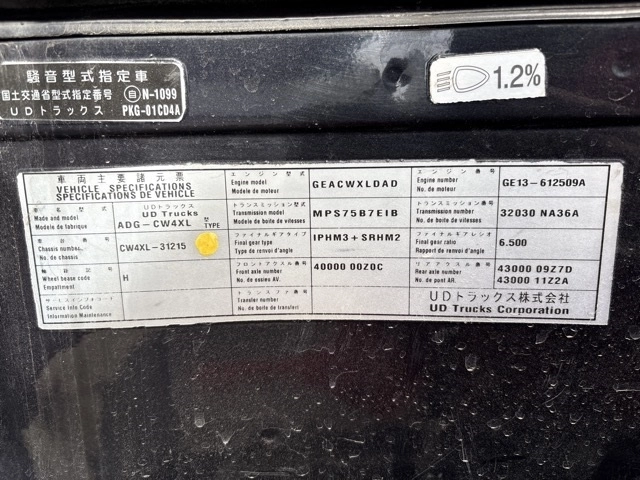 騒音型式指定車
国土交通省型式指定番号 自 N-1099
UDトラックス PKG-01CD4A
1.2%
車両主要諸元票
VEHICLE SPECIFICATIONS
SPECIFICATIONS DE VEHICLE
車名型式
Made and model
Modele de fabrique
UDトラックス
UD Trucks
ADG-CW4XL
型式
TYPE
車台番号
Chassis number
No. de chassis
CW4XL-31215
軸距記号
Wheel base code
Empattment
H
サービスインフォコード
Service Info Code
Information Maintenance
エンジン型式
Engine model
Modele de moteur
GEACWXLDAD
トランスミッション型式
Transmission model
Modele de boite de vitesses
MPS75B7EIB
ファイナルギアタイプ
Final gear type
Type de renvoi d'angle
IPHM3+SRHM2
フロントアクスル番号
Front axle number
No. de essieu AV.
40000 00Z0C
トランスファ番号
Transfer number
No. de boite de transfert
エンジン番号
Engine number
No. de moteur
GE13-612509A
トランスミッション番号
Transmission number
No. de boite de vitesses
32030 NA36A
ファイナルギアレシオ
Final gear ratio
Rapport de renvoi d'angle
6.500
リアアクスル番号
Rear axle number
No. de pont AR.
43000 09Z7D
43000 11Z2A
UDトラックス株式会社
UD Trucks Corporation